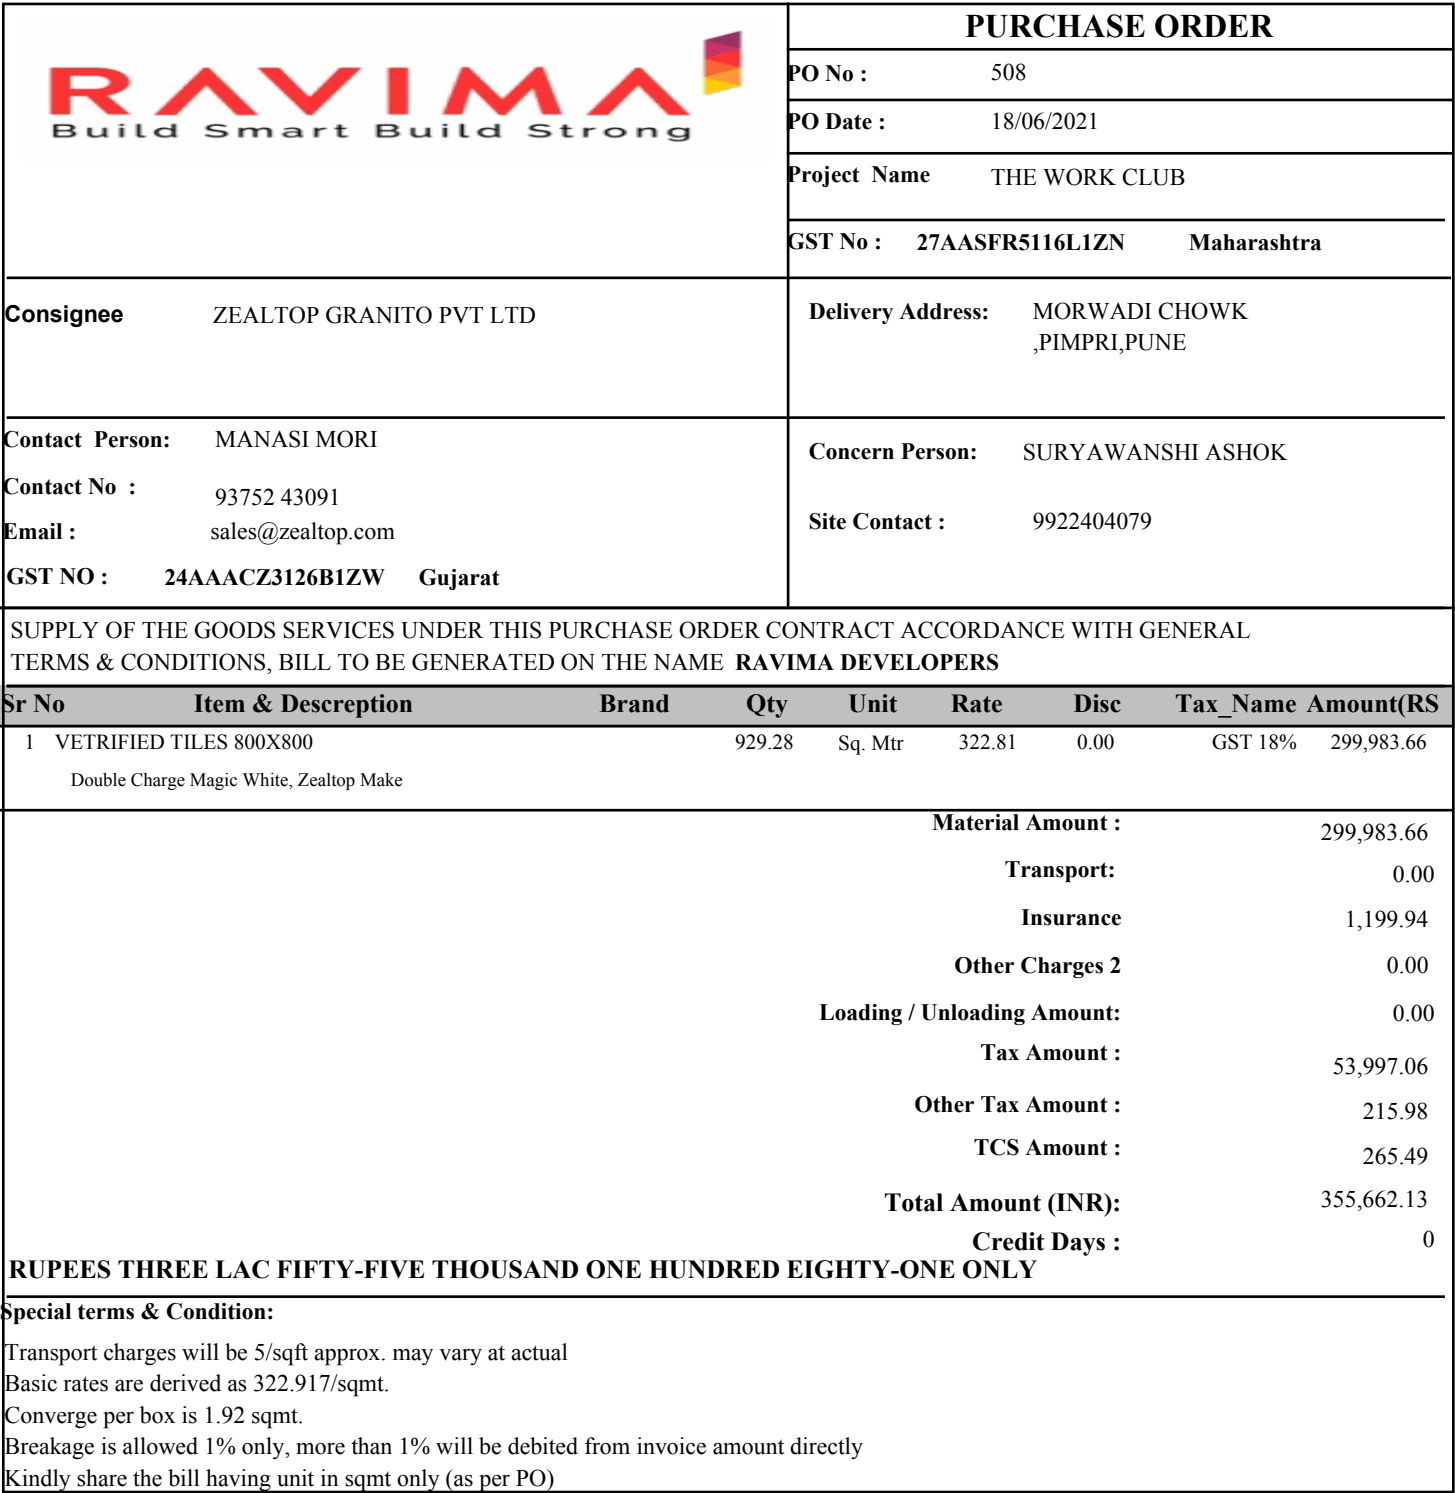 RAVIMA
Build Smart Build Strong
PURCHASE ORDER
PO No : 508
PO Date : 18/06/2021
Project Name THE WORK CLUB
GST No : 27AASFR5116L1ZN Maharashtra
Consignee ZEALTOP GRANITO PVT LTD
Delivery Address: MORWADI CHOWK
,PIMPRI,PUNE
Contact Person: MANASI MORI
Contact No : 93752 43091
Email : sales@zealtop.com
GST NO : 24AAACZ3126B1ZW Gujarat
Concern Person: SURYAWANSHI ASHOK
Site Contact : 9922404079
SUPPLY OF THE GOODS SERVICES UNDER THIS PURCHASE ORDER CONTRACT ACCORDANCE WITH GENERAL
TERMS & CONDITIONS, BILL TO BE GENERATED ON THE NAME RAVIMA DEVELOPERS
Sr No Item & Descreption Brand Qty Unit Rate Disc Tax_Name Amount(RS
1 VETRIFIED TILES 800X800 929.28 Sq. Mtr 322.81 0.00 GST 18% 299,983.66
Double Charge Magic White, Zealtop Make
Material Amount : 299,983.66
Transport: 0.00
Insurance 1,199.94
Other Charges 2 0.00
Loading / Unloading Amount: 0.00
Tax Amount : 53,997.06
Other Tax Amount : 215.98
TCS Amount : 265.49
Total Amount (INR): 355,662.13
Credit Days : 0
RUPEES THREE LAC FIFTY-FIVE THOUSAND ONE HUNDRED EIGHTY-ONE ONLY
Special terms & Condition:
Transport charges will be 5/sqft approx. may vary at actual
Basic rates are derived as 322.917/sqmt.
Converge per box is 1.92 sqmt.
Breakage is allowed 1% only, more than 1% will be debited from invoice amount directly
Kindly share the bill having unit in sqmt only (as per PO)